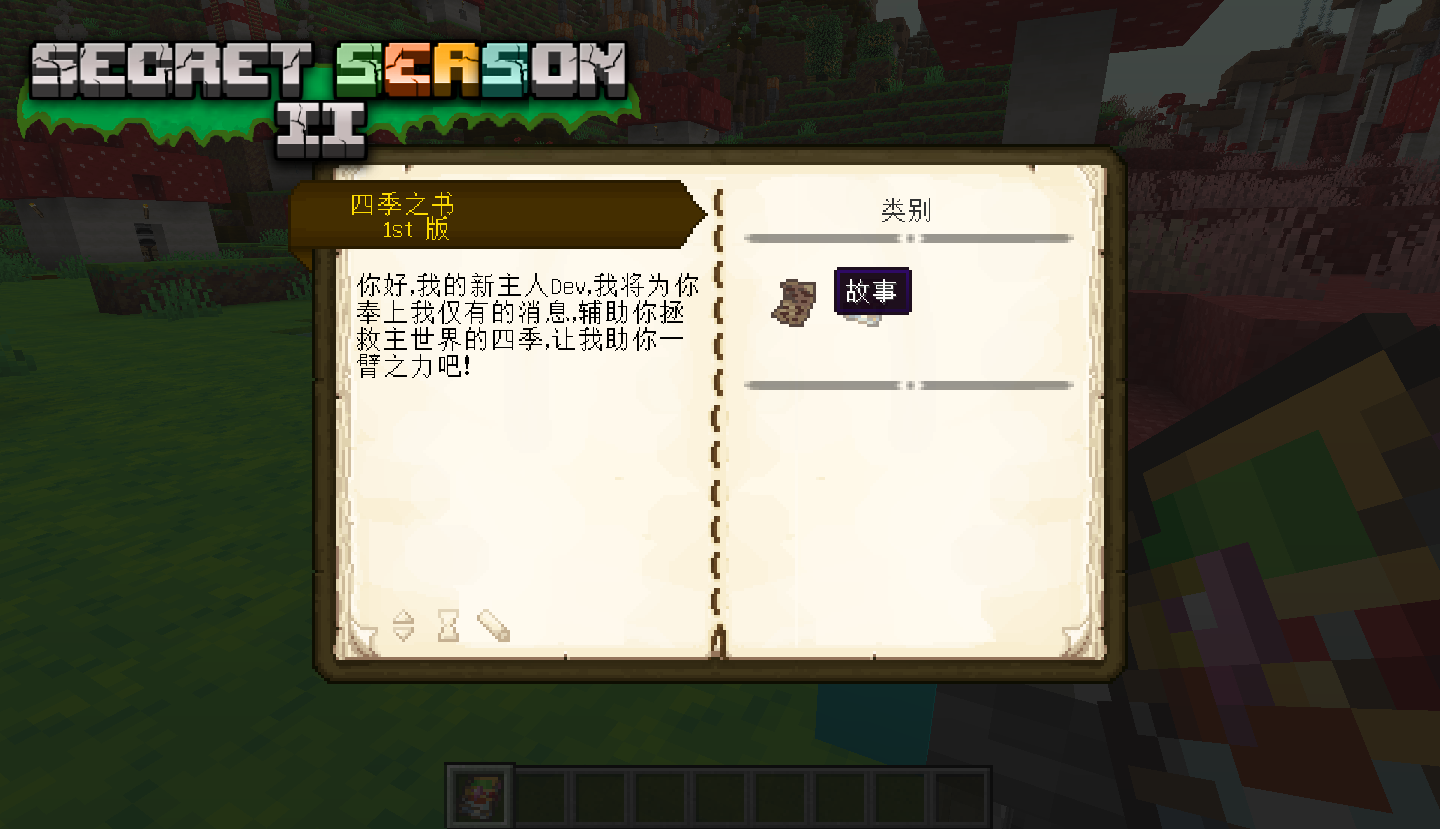 SECRET SEASON
II
四季之书
1st 版
你好,我的新主人Dev,我将为你
奉上我仅有的消息,辅助你拯
救主世界的四季,让我助你一
臂之力吧!
类别
故事